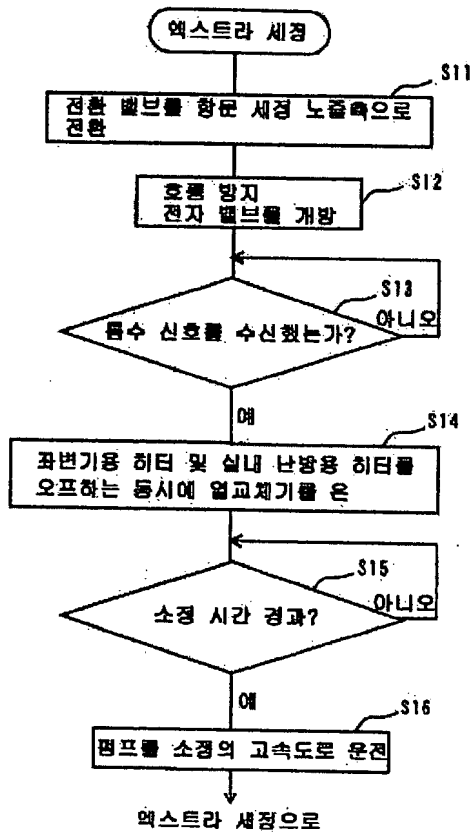 엑스트라 세정
S11
전환 밸브를 항문 세정 노즐측으로
전환
S12
흐름 방지
전자 밸브를 개방
S13
통수 신호를 수신했는가?
아니오
예
S14
좌변기용 히터 및 실내 난방용 히터를
오프하는 동시에 열교체기를 온
S15
소정 시간 경과?
아니오
예
S16
펌프를 소정의 고속도로 운전
엑스트라 세정으로